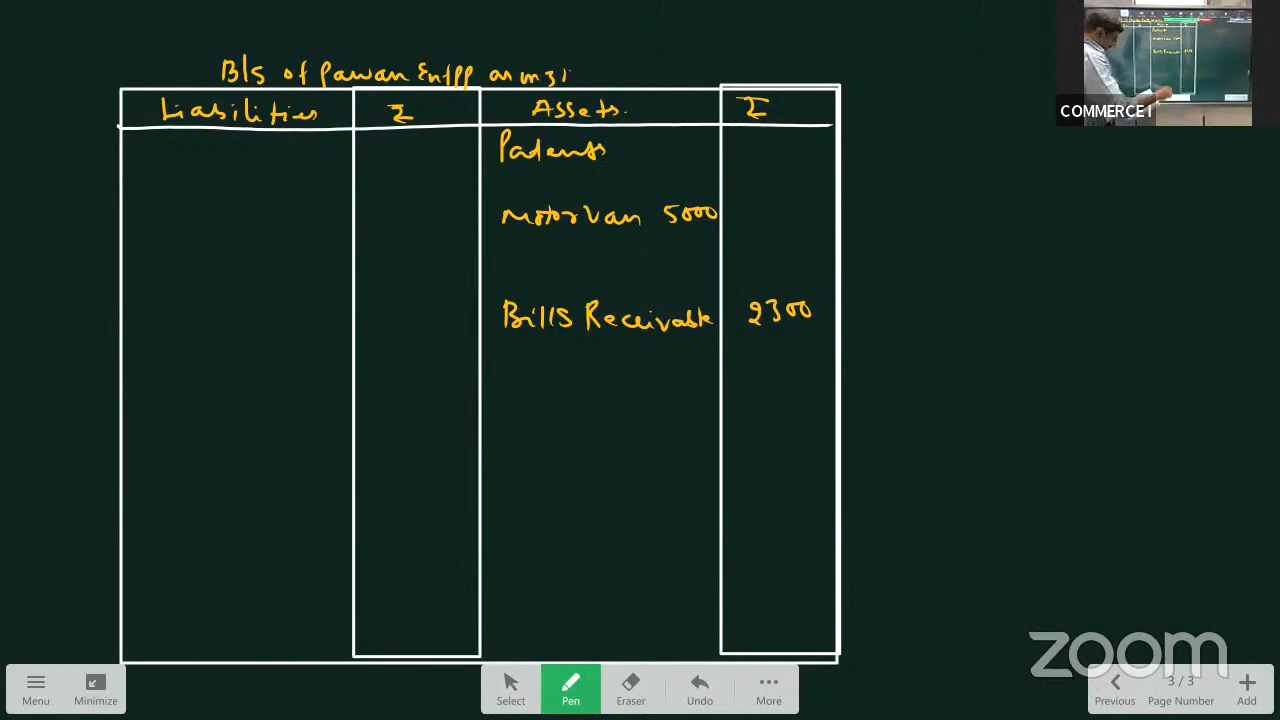 B/S of Pawan Entpp as on 31
Liabilities ₹ Assets. ₹
Patents
Motor Van 5000
Bills Receivable 2300
COMMERCE I
zoom
Menu Minimize Select Pen Eraser Undo More Previous 3 / 3 Page Number Add